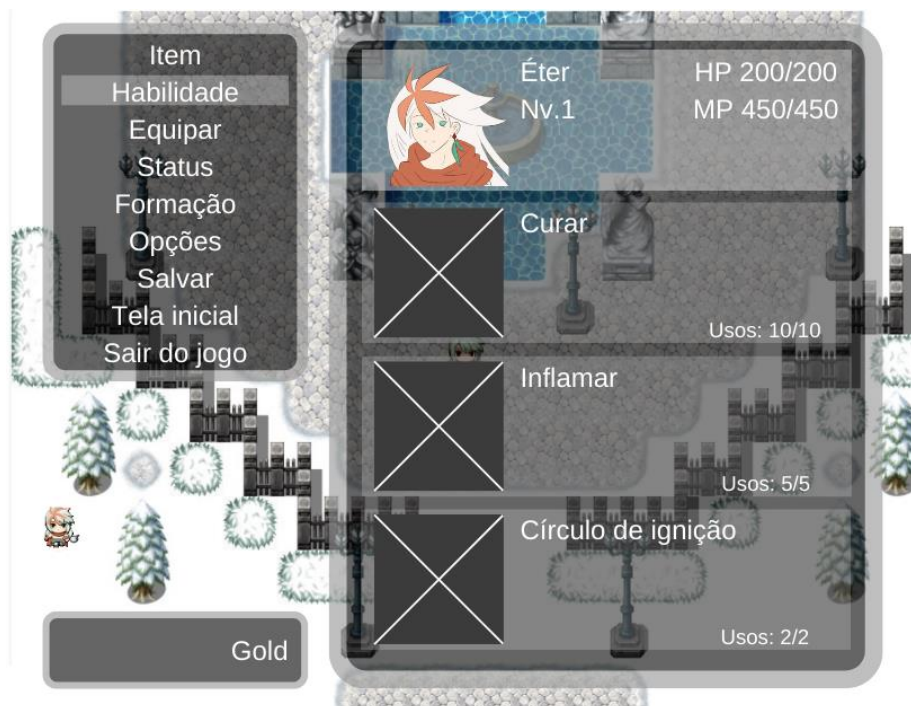 Item
Habilidade
Equipar
Status
Formação
Opções
Salvar
Tela inicial
Sair do jogo
Éter HP 200/200
Nv.1 MP 450/450
Curar
Usos: 10/10
Inflamar
Usos: 5/5
Círculo de ignição
Usos: 2/2
Gold